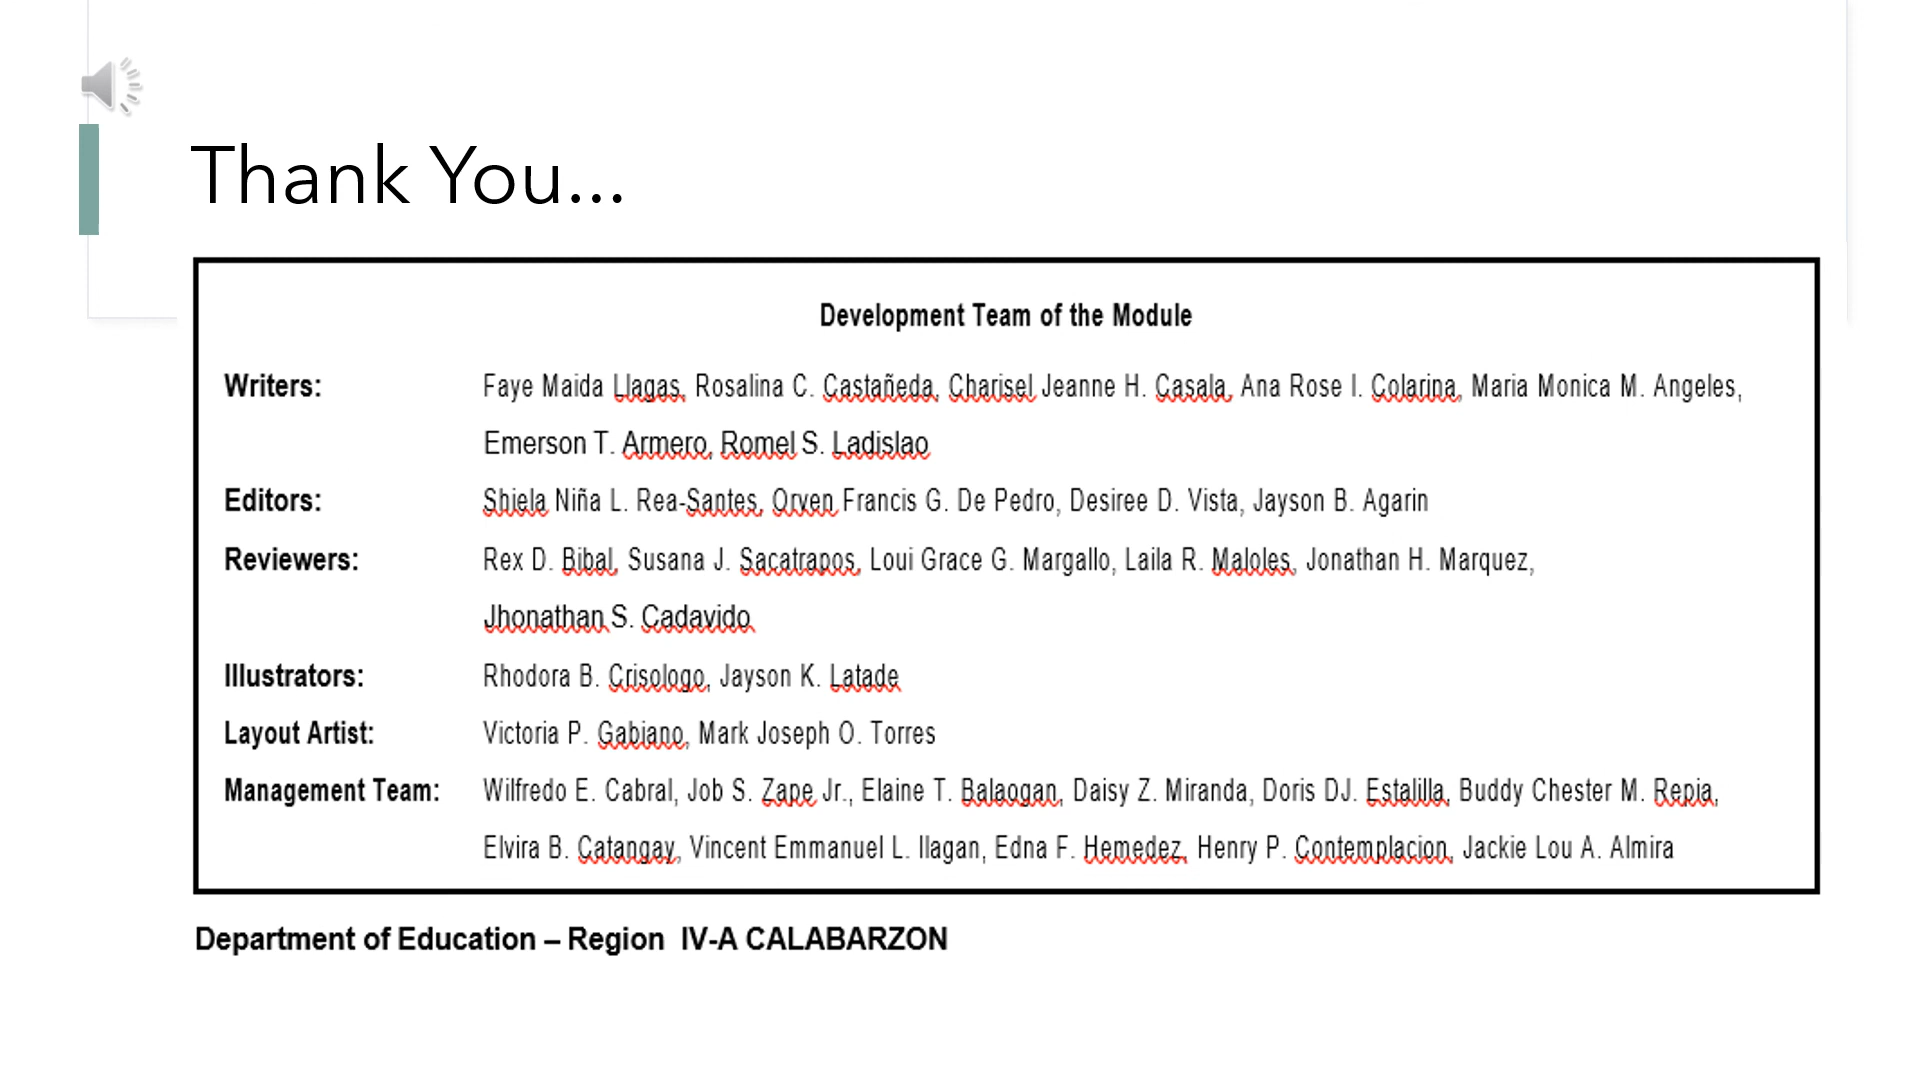 Thank You...
Development Team of the Module
Writers: Faye Maida Llagas, Rosalina C. Castañeda, Charisel Jeanne H. Casala, Ana Rose I. Colarina, Maria Monica M. Angeles,
Emerson T. Armero, Romel S. Ladislao
Editors: Shiela Niña L. Rea-Santes, Orven Francis G. De Pedro, Desiree D. Vista, Jayson B. Agarin
Reviewers: Rex D. Bibal, Susana J. Sacatrapos, Loui Grace G. Margallo, Laila R. Maloles, Jonathan H. Marquez,
Jhonathan S. Cadavido
Illustrators: Rhodora B. Crisologo, Jayson K. Latade
Layout Artist: Victoria P. Gabiano, Mark Joseph O. Torres
Management Team: Wilfredo E. Cabral, Job S. Zape Jr., Elaine T. Balaogan, Daisy Z. Miranda, Doris DJ. Estalilla, Buddy Chester M. Repia,
Elvira B. Catangay, Vincent Emmanuel L. Ilagan, Edna F. Hemedez, Henry P. Contemplacion, Jackie Lou A. Almira
Department of Education – Region IV-A CALABARZON